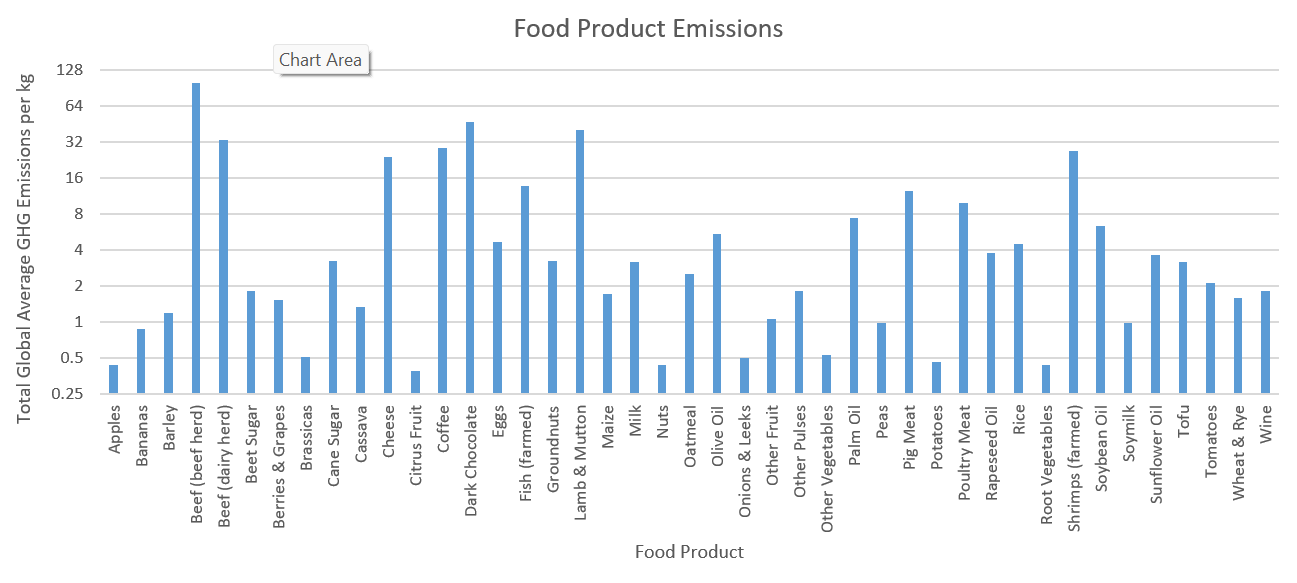 Food Product Emissions
Chart Area
Total Global Average GHG Emissions per kg
128
64
32
16
8
4
2
1
0.5
0.25
Apples
Bananas
Barley
Beef (beef herd)
Beef (dairy herd)
Beet Sugar
Berries & Grapes
Brassicas
Cane Sugar
Cassava
Cheese
Citrus Fruit
Coffee
Dark Chocolate
Eggs
Fish (farmed)
Groundnuts
Lamb & Mutton
Maize
Milk
Nuts
Oatmeal
Olive Oil
Onions & Leeks
Other Fruit
Other Pulses
Other Vegetables
Palm Oil
Peas
Pig Meat
Potatoes
Poultry Meat
Rapeseed Oil
Rice
Root Vegetables
Shrimps (farmed)
Soybean Oil
Soymilk
Sunflower Oil
Tofu
Tomatoes
Wheat & Rye
Wine
Food Product